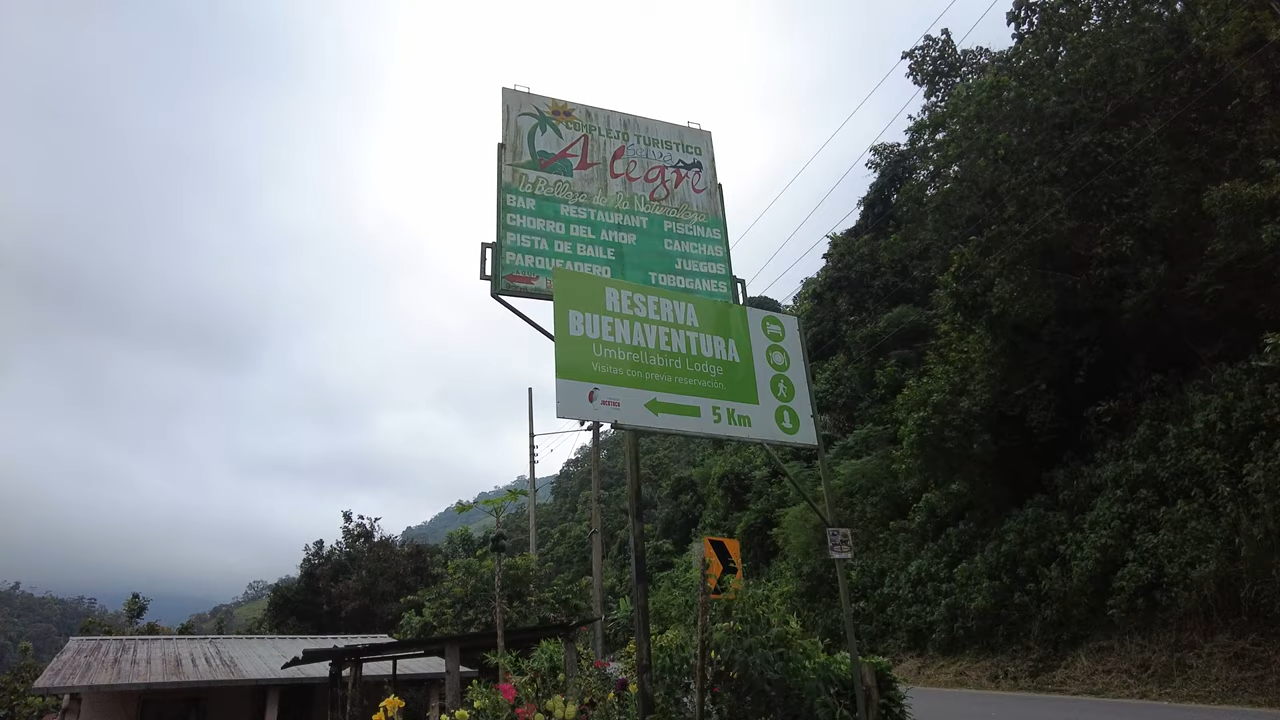 COMPLEJO TURISTICO
SELVA
Alegre
la Belleza de la Naturaleza
BAR RESTAURANT PISCINAS
CHORRO DEL AMOR CANCHAS
PISTA DE BAILE JUEGOS
PARQUEADERO TOBOGANES
RESERVA
BUENAVENTURA
Umbrellabird Lodge
Visitas con previa reservación.
JOCOTOCO
5 Km